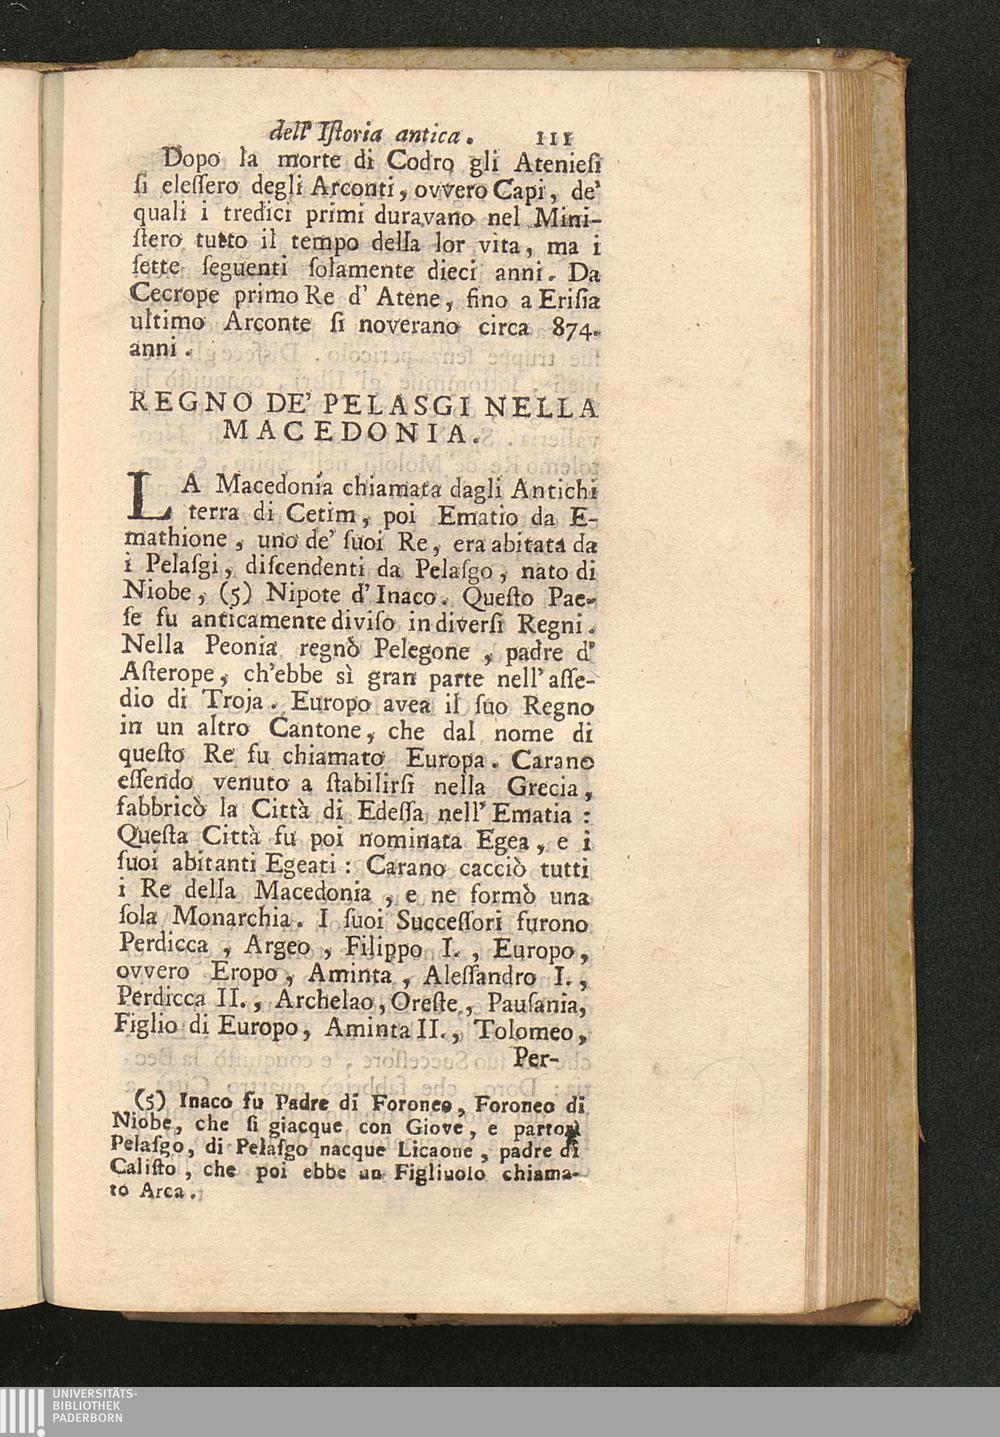 dell' Iſtoria antica. 111
Dopo la morte di Codro gli Atenieſi
ſi eleſſero degli Arconti, ovvero Capi, de'
quali i tredici primi duravano nel Mini-
ſtero tutto il tempo della lor vita, ma i
ſette ſeguenti ſolamente dieci anni. Da
Cecrope primo Re d' Atene, fino a Eriſia
ultimo Arconte ſi noverano circa 874.
anni.
REGNO DE' PELASGI NELLA
MACEDONIA.
LA Macedonia chiamata dagli Antichi
terra di Cetim, poi Ematio da E-
mathione, uno de' ſuoi Re, era abitata da
i Pelaſgi, diſcendenti da Pelaſgo, nato di
Niobe, (5) Nipote d' Inaco. Queſto Pae-
ſe fu anticamente diviſo in diverſi Regni.
Nella Peonia regnò Pelegone, padre d'
Aſterope, ch'ebbe sì gran parte nell' aſſe-
dio di Troja. Europo avea il ſuo Regno
in un altro Cantone, che dal nome di
queſto Re fu chiamato Europa. Carano
eſſendo venuto a ſtabilirſi nella Grecia,
fabbricò la Città di Edeſſa nell' Ematia:
Queſta Città fu poi nominata Egea, e i
ſuoi abitanti Egeati: Carano cacciò tutti
i Re della Macedonia, e ne formò una
ſola Monarchia. I ſuoi Succeſſori furono
Perdicca, Argeo, Filippo I., Europo,
ovvero Eropo, Aminta, Aleſſandro I.,
Perdicca II., Archelao, Oreſte, Pauſania,
Figlio di Europo, Aminta II., Tolomeo,
Per-
(5) Inaco fu Padre di Foroneo, Foroneo di
Niobe, che ſi giacque con Giove, e partorì
Pelaſgo, di Pelaſgo nacque Licaone, padre di
Caliſto, che poi ebbe un Figliuolo chiama-
to Arca.
UNIVERSITÄTS-
BIBLIOTHEK
PADERBORN